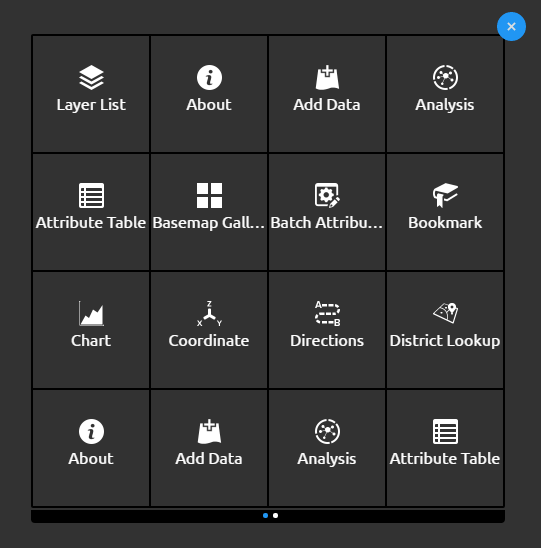 Layer List
About
Add Data
Analysis
Attribute Table
Basemap Gall...
Batch Attribu...
Bookmark
Z
X Y
Chart
Coordinate
A
B
Directions
District Lookup
About
Add Data
Analysis
Attribute Table